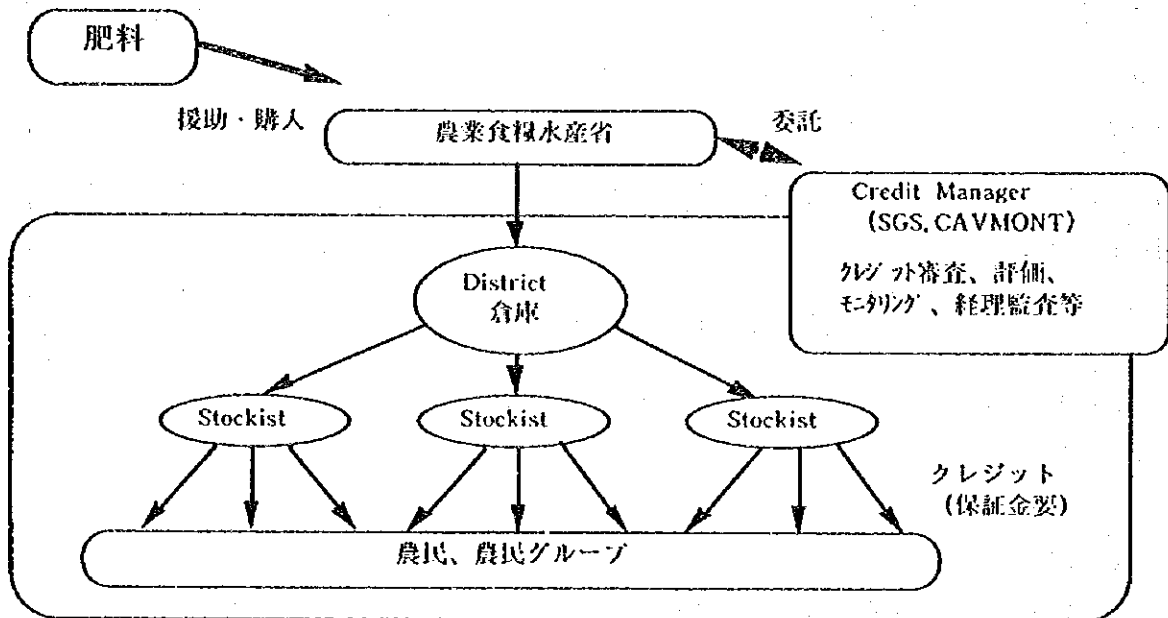 肥料
援助・購入
農業食糧水産省
委託
Credit Manager
(SGS, CAVMONT)
クレジット審査、評価、
モニタリング、経理監査等
District
倉庫
Stockist
Stockist
Stockist
クレジット
(保証金要)
農民、農民グループ